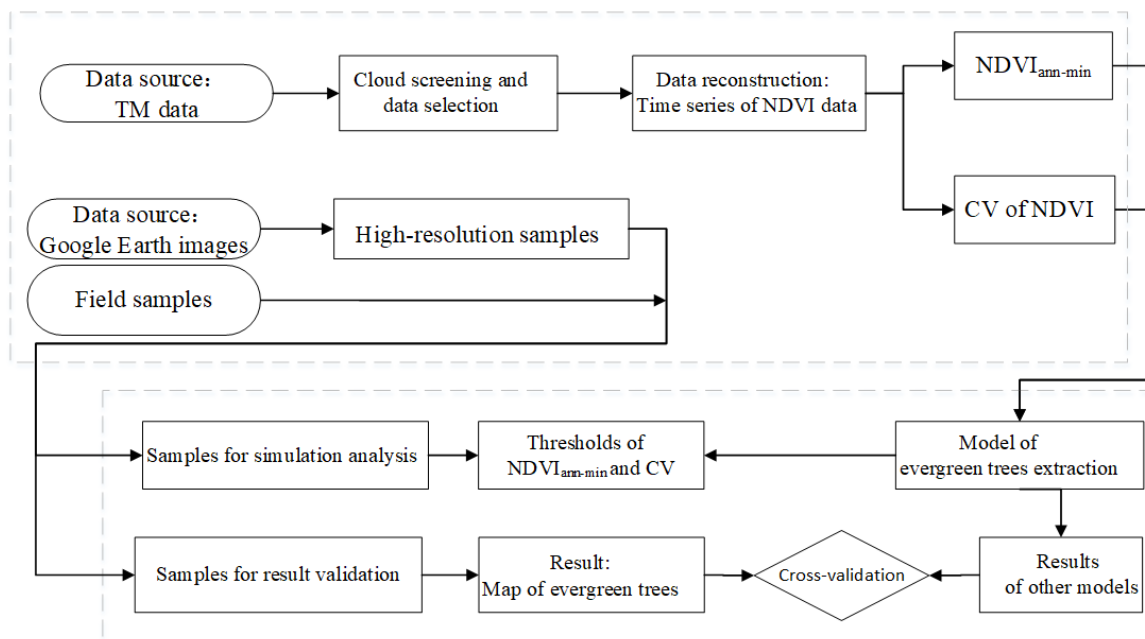 Data source：
TM data
Cloud screening and
data selection
Data reconstruction:
Time series of NDVI data
NDVIann-min
CV of NDVI
Data source：
Google Earth images
High-resolution samples
Field samples
Samples for simulation analysis
Thresholds of
NDVIann-min and CV
Model of
evergreen trees extraction
Samples for result validation
Result:
Map of evergreen trees
Cross-validation
Results
of other models